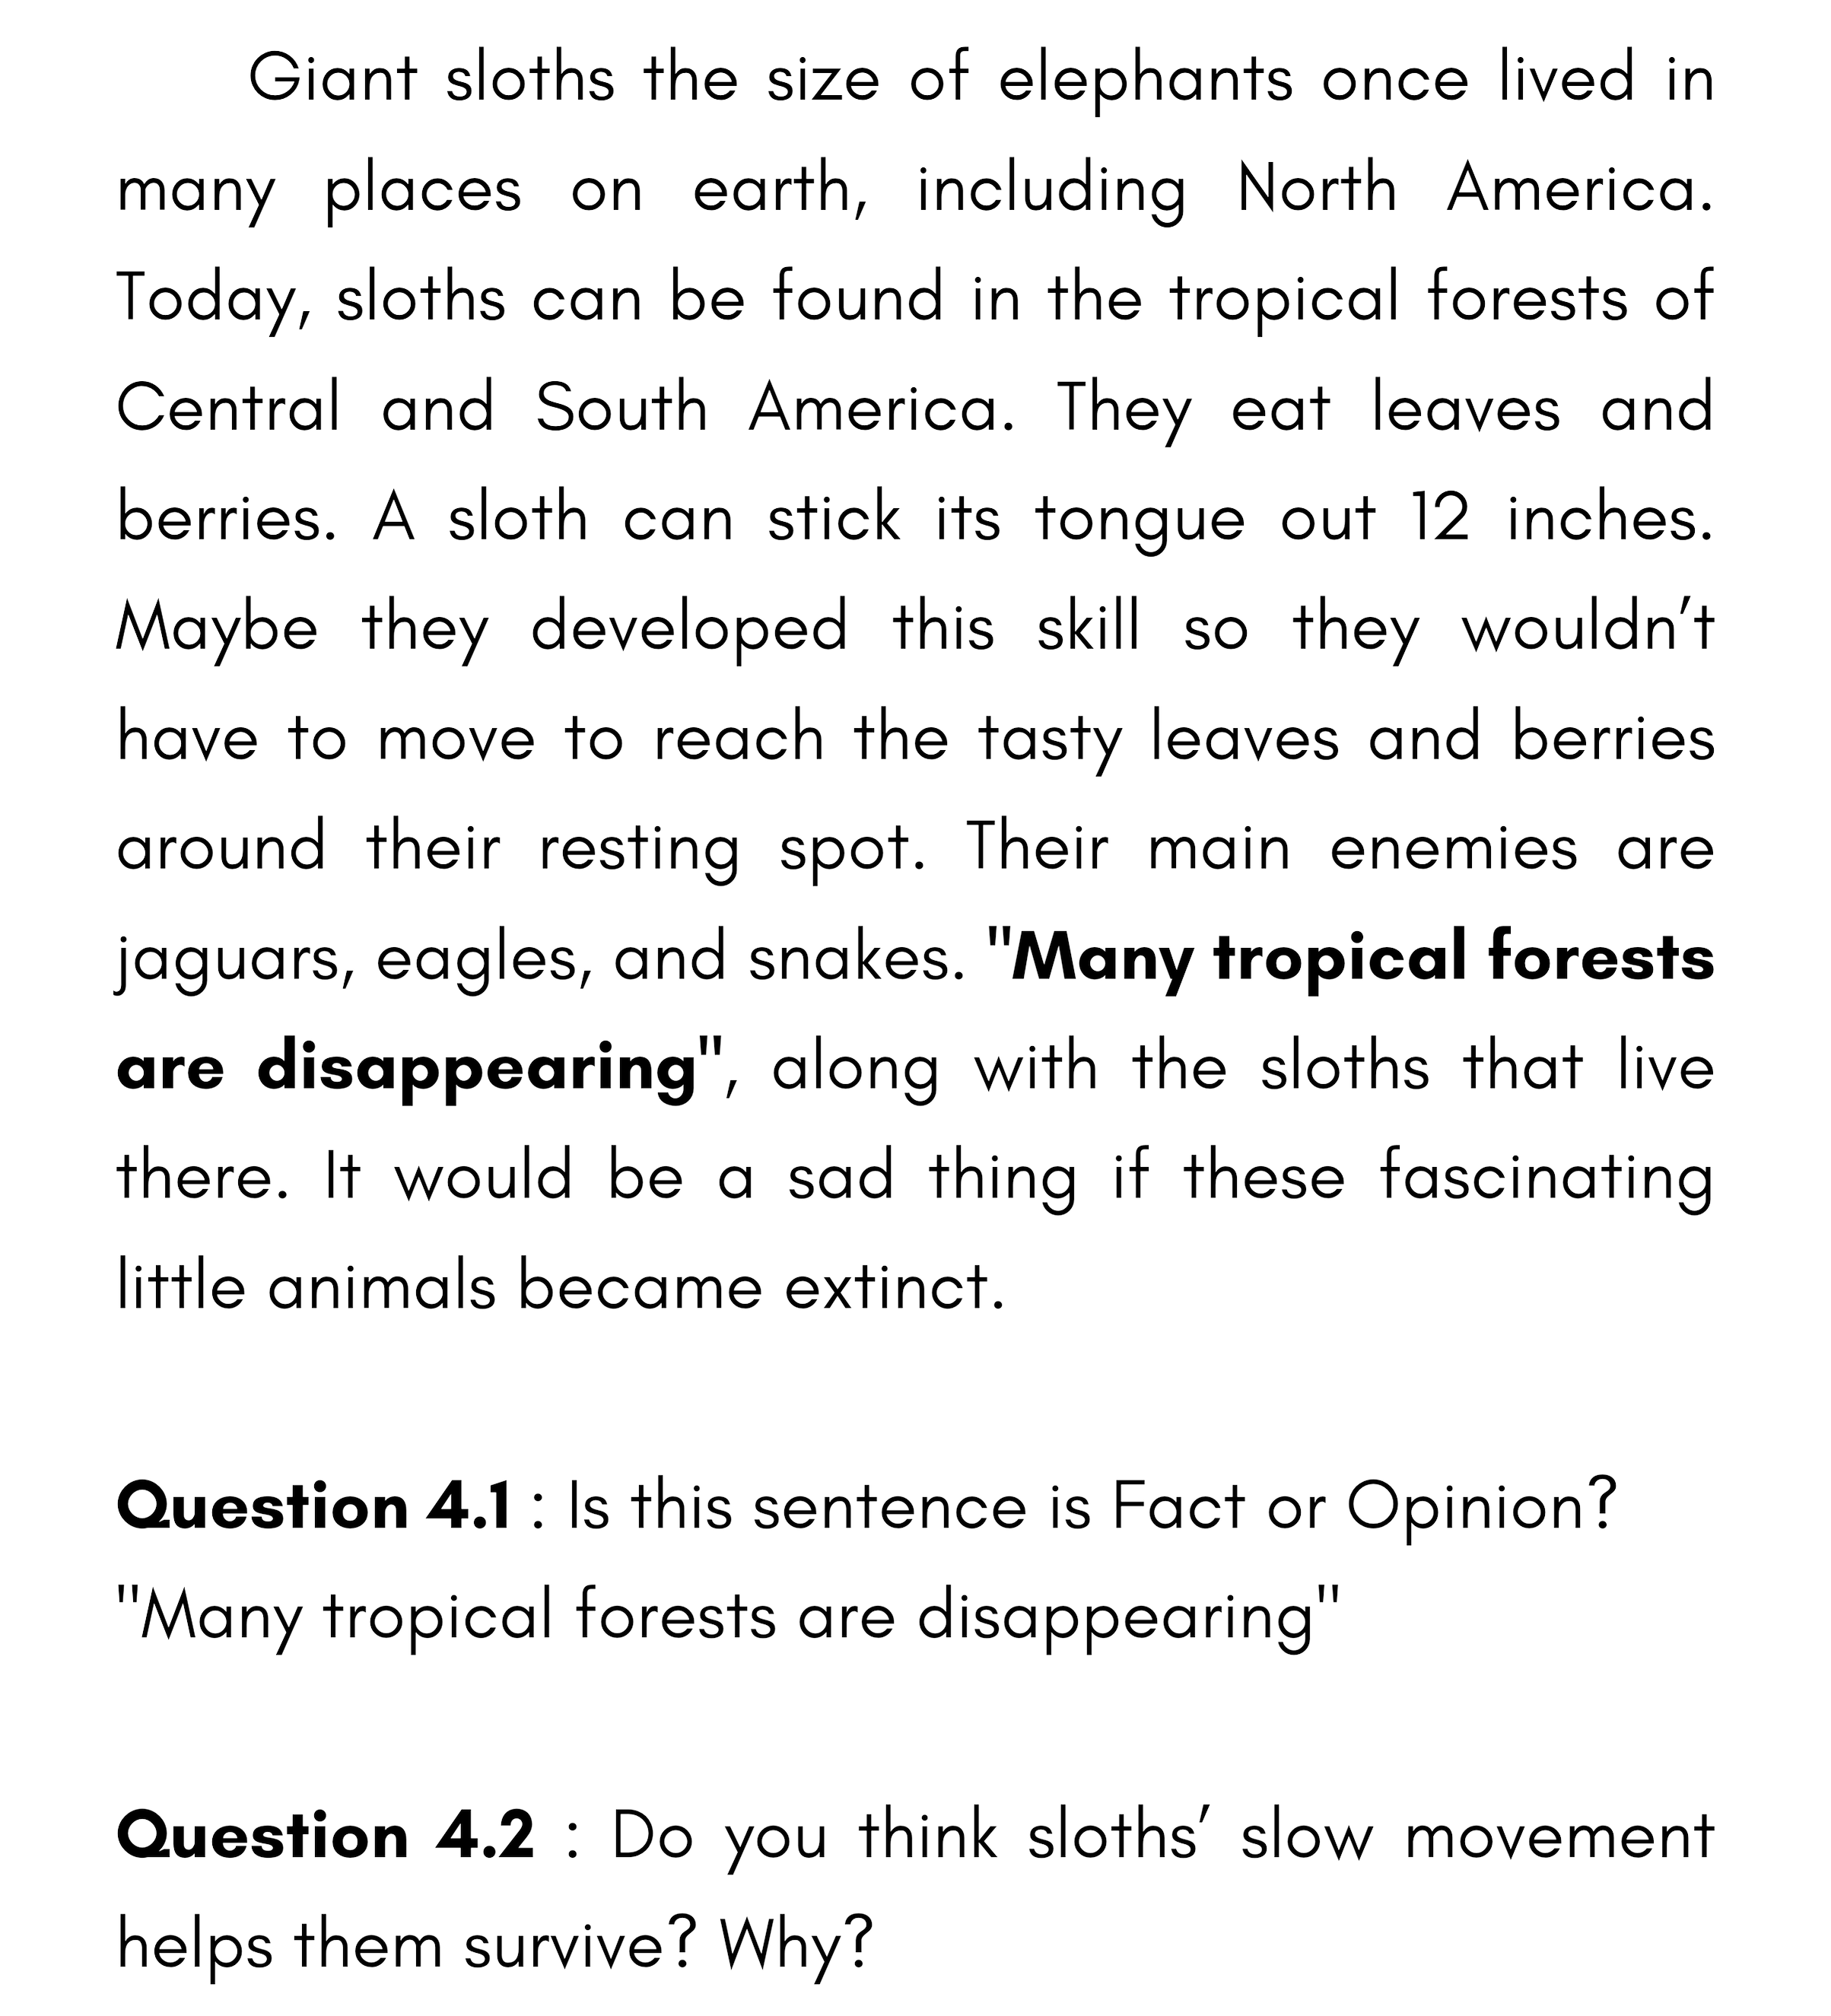 Giant sloths the size of elephants once lived in
many places on earth, including North America.
Today, sloths can be found in the tropical forests of
Central and South America. They eat leaves and
berries. A sloth can stick its tongue out 12 inches.
Maybe they developed this skill so they wouldn’t
have to move to reach the tasty leaves and berries
around their resting spot. Their main enemies are
jaguars, eagles, and snakes. "Many tropical forests
are disappearing", along with the sloths that live
there. It would be a sad thing if these fascinating
little animals became extinct.
Question 4.1 : Is this sentence is Fact or Opinion?
"Many tropical forests are disappearing"
Question 4.2 : Do you think sloths’ slow movement
helps them survive? Why?